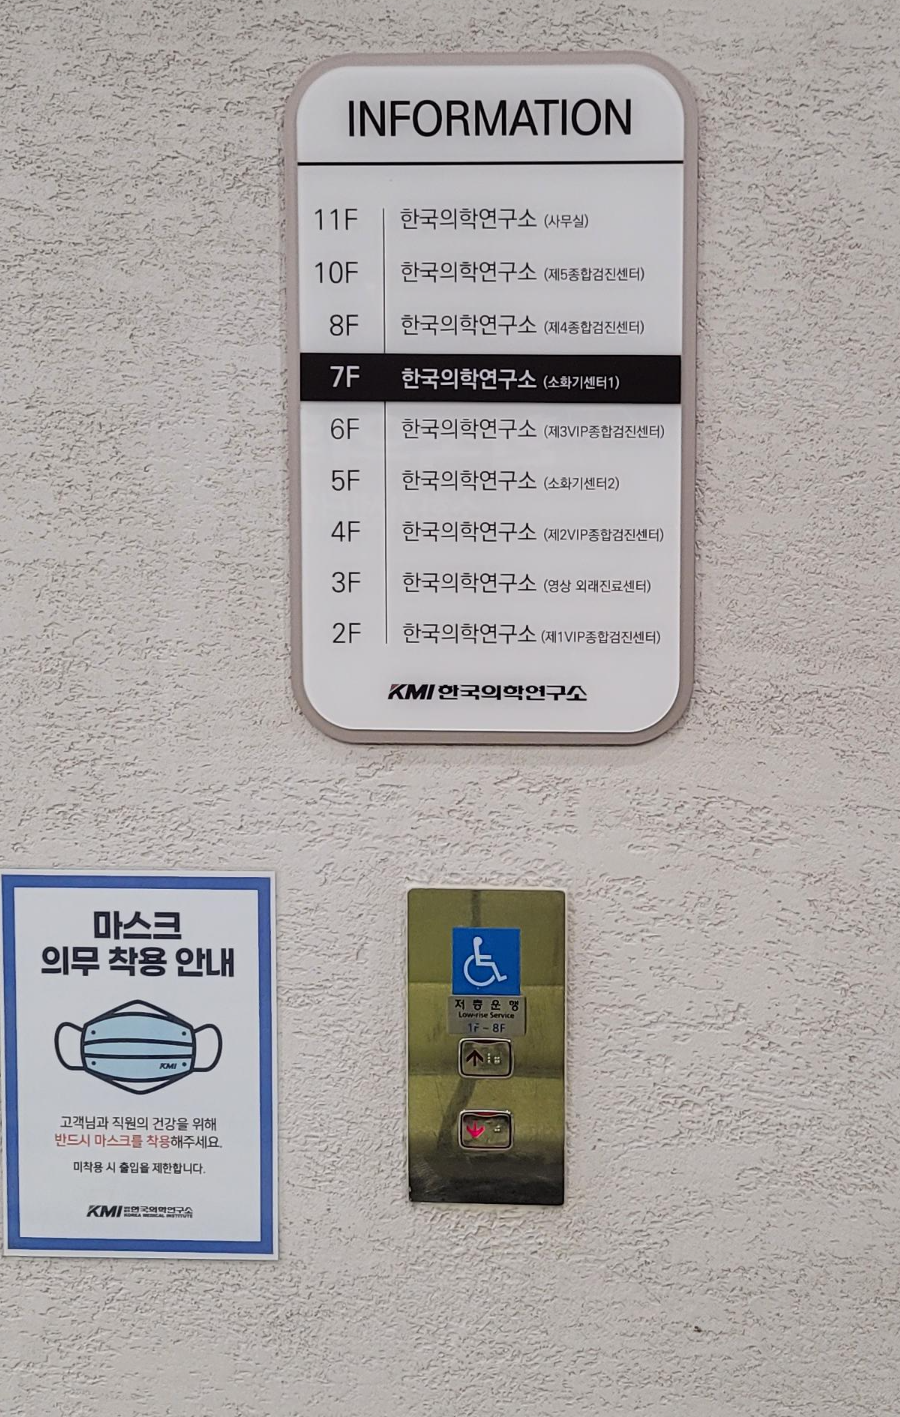 INFORMATION
11F 한국의학연구소 (사무실)
10F 한국의학연구소 (제5종합검진센터)
8F 한국의학연구소 (제4종합검진센터)
7F 한국의학연구소 (소화기센터1)
6F 한국의학연구소 (제3VIP종합검진센터)
5F 한국의학연구소 (소화기센터2)
4F 한국의학연구소 (제2VIP종합검진센터)
3F 한국의학연구소 (영상 외래진료센터)
2F 한국의학연구소 (제1VIP종합검진센터)
KMI 한국의학연구소
마스크
의무 착용 안내
KMI
고객님과 직원의 건강을 위해
반드시 마스크를 착용해주세요.
미착용 시 출입을 제한합니다.
KMI 한국의학연구소
KOREA MEDICAL INSTITUTE
저층운행
Low-rise Service
1F - 8F